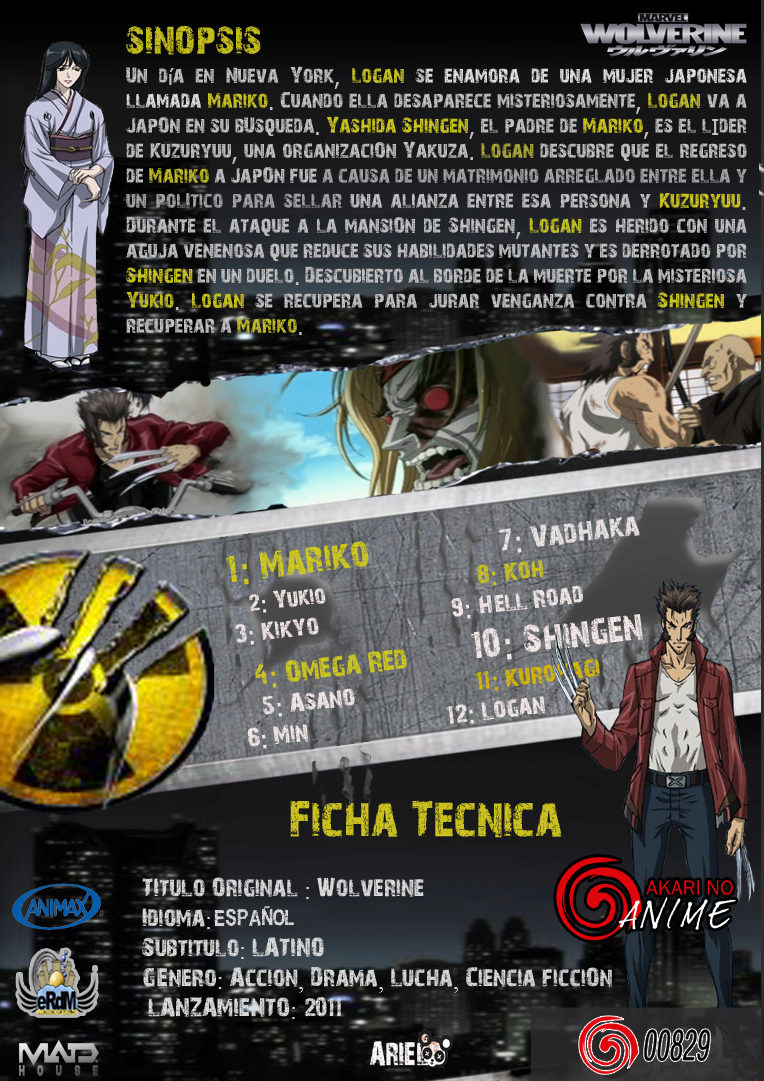 SINOPSIS
MARVEL
WOLVERINE
ウルヴァリン
Un día en Nueva York, Logan se enamora de una mujer japonesa
llamada Mariko. Cuando ella desaparece misteriosamente, Logan va a
Japón en su búsqueda. Yashida Shingen, el padre de Mariko, es el líder
de Kuzuryuu, una organización Yakuza. Logan descubre que el regreso
de Mariko a Japón fue a causa de un matrimonio arreglado entre ella y
un político para sellar una alianza entre esa persona y Kuzuryuu.
Durante el ataque a la mansión de Shingen, Logan es herido con una
aguja venenosa que reduce sus habilidades mutantes y es derrotado por
Shingen en un duelo. Descubierto al borde de la muerte por la misteriosa
Yukio. Logan se recupera para jurar venganza contra Shingen y
recuperar a Mariko.
1: Mariko
2: Yukio
3: Kikyo
4: Omega Red
5: Asano
6: Min
7: Vadhaka
8: Koh
9: Hell Road
10: Shingen
11: Kurohagi
12: Logan
Ficha Tecnica
Título Original : Wolverine
Idioma: Español
Subtitulo: Latino
Género: Accion, Drama, Lucha, Ciencia ficción
Lanzamiento: 2011
ANIMAX
eRdM
MAD
HOUSE
ARIEL
AKARI NO
ANIME
00829